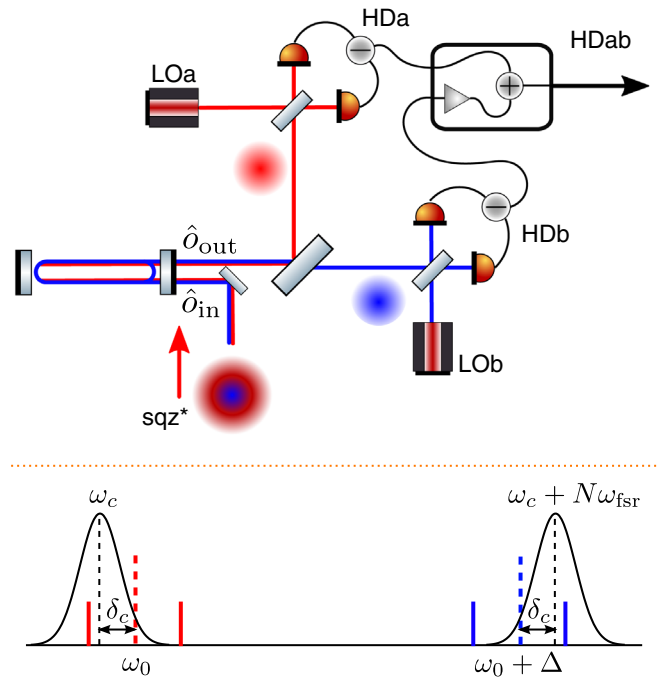 HDa
HDab
LOa
−
+
−
HDb
ô_out
ô_in
LOb
sqz*
ω_c
ω_c + Nω_fsr
δ_c
δ_c
ω_0
ω_0 + Δ